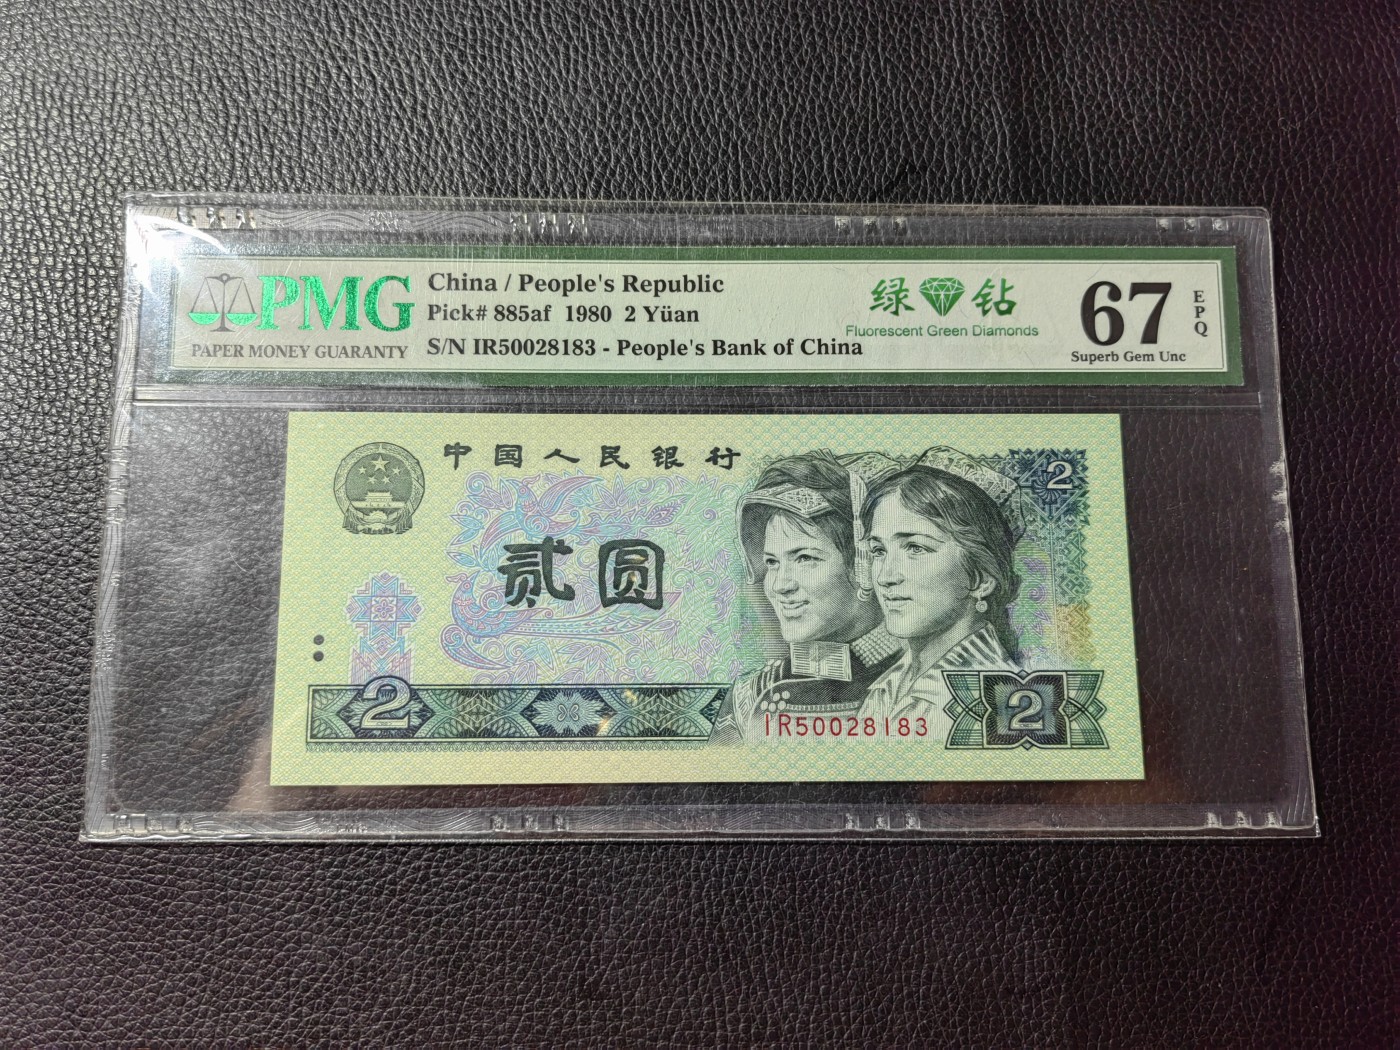 PMG
PAPER MONEY GUARANTY
China / People's Republic
Pick# 885af 1980 2 Yüan
S/N IR50028183 - People's Bank of China
绿 钻
Fluorescent Green Diamonds
67
EPQ
Superb Gem Unc
中国人民银行
2
贰圆
2
IR50028183
2